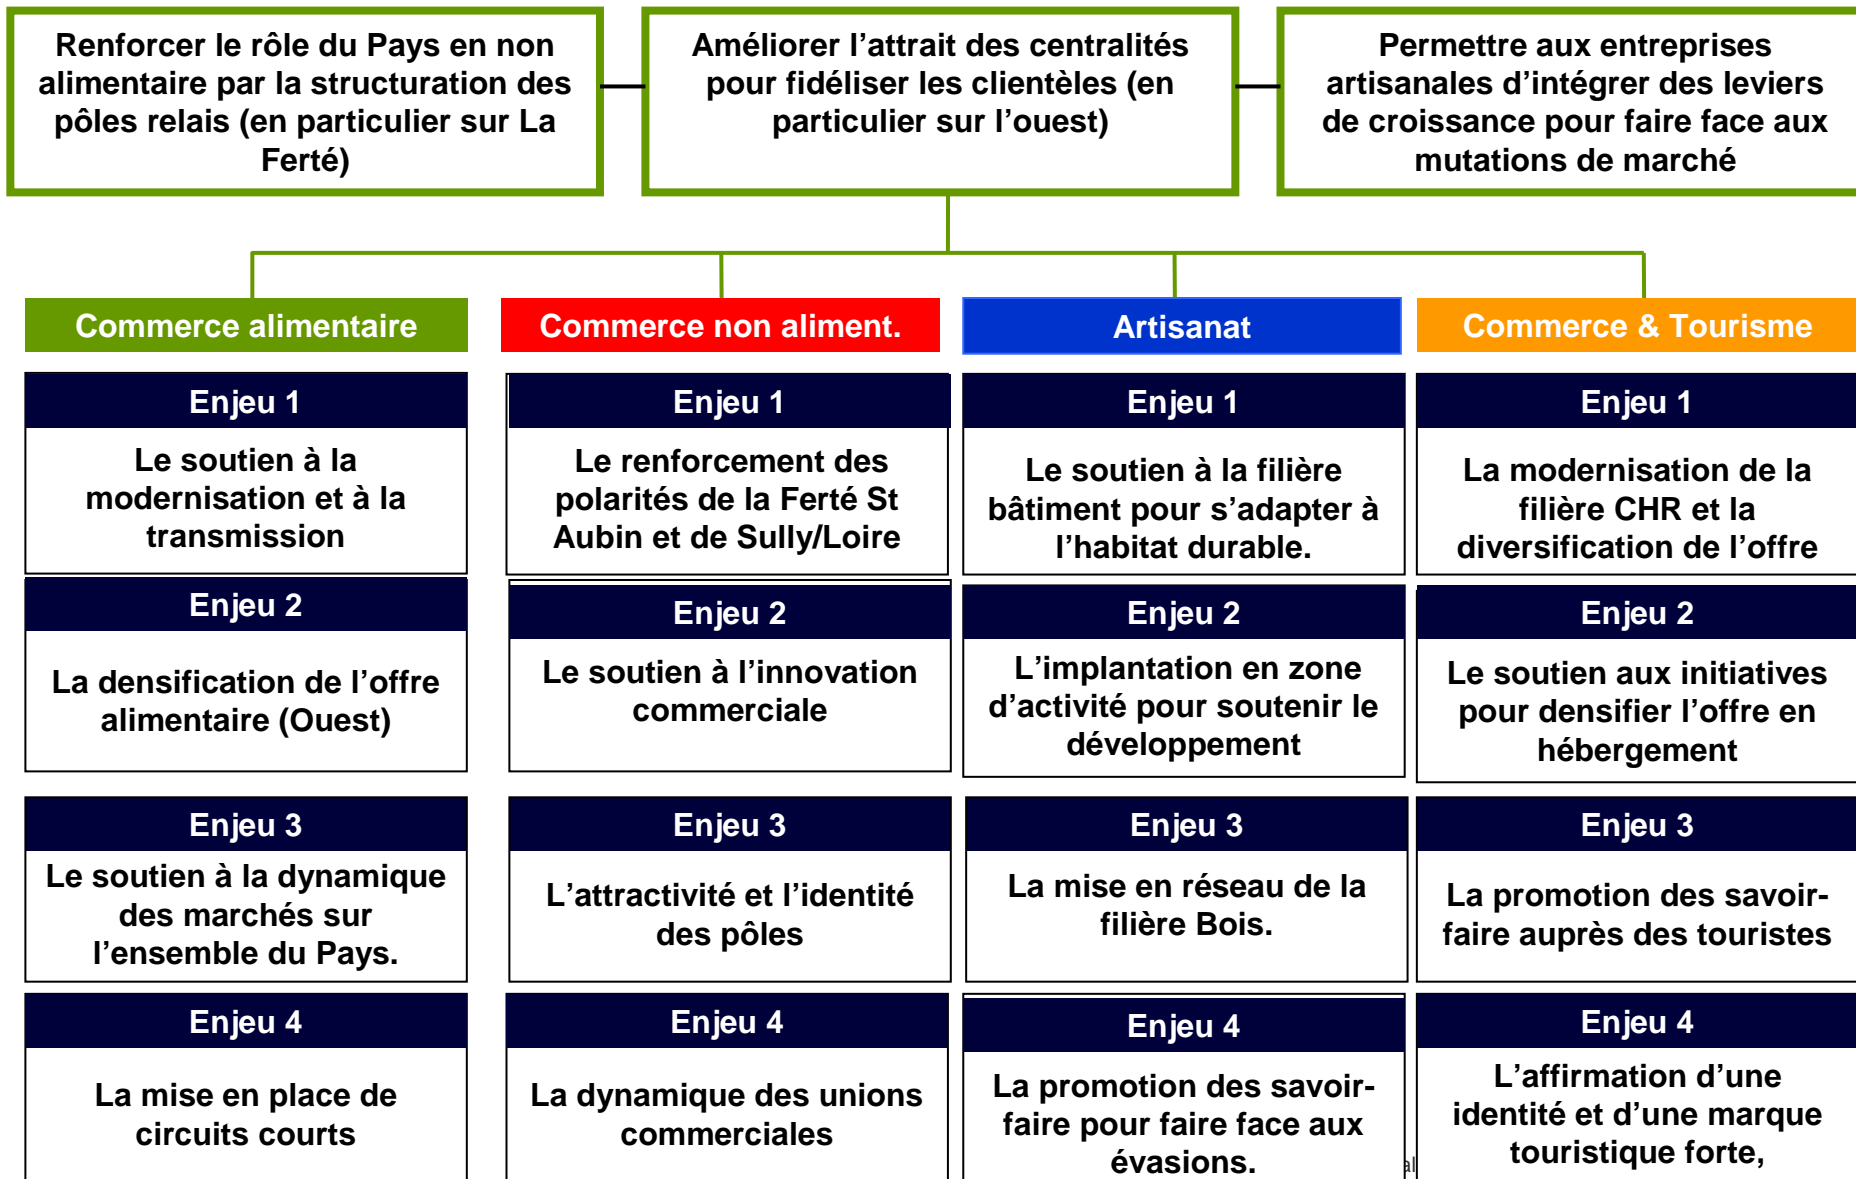 Renforcer le rôle du Pays en non
alimentaire par la structuration des
pôles relais (en particulier sur La
Ferté)
Améliorer l’attrait des centralités
pour fidéliser les clientèles (en
particulier sur l’ouest)
Permettre aux entreprises
artisanales d’intégrer des leviers
de croissance pour faire face aux
mutations de marché
Commerce alimentaire
Enjeu 1
Le soutien à la
modernisation et à la
transmission
Enjeu 2
La densification de l’offre
alimentaire (Ouest)
Enjeu 3
Le soutien à la dynamique
des marchés sur
l’ensemble du Pays.
Enjeu 4
La mise en place de
circuits courts
Commerce non aliment.
Enjeu 1
Le renforcement des
polarités de la Ferté St
Aubin et de Sully/Loire
Enjeu 2
Le soutien à l’innovation
commerciale
Enjeu 3
L’attractivité et l’identité
des pôles
Enjeu 4
La dynamique des unions
commerciales
Artisanat
Enjeu 1
Le soutien à la filière
bâtiment pour s’adapter à
l’habitat durable.
Enjeu 2
L’implantation en zone
d’activité pour soutenir le
développement
Enjeu 3
La mise en réseau de la
filière Bois.
Enjeu 4
La promotion des savoir-
faire pour faire face aux
évasions.
Commerce & Tourisme
Enjeu 1
La modernisation de la
filière CHR et la
diversification de l’offre
Enjeu 2
Le soutien aux initiatives
pour densifier l’offre en
hébergement
Enjeu 3
La promotion des savoir-
faire auprès des touristes
Enjeu 4
L’affirmation d’une
identité et d’une marque
touristique forte,